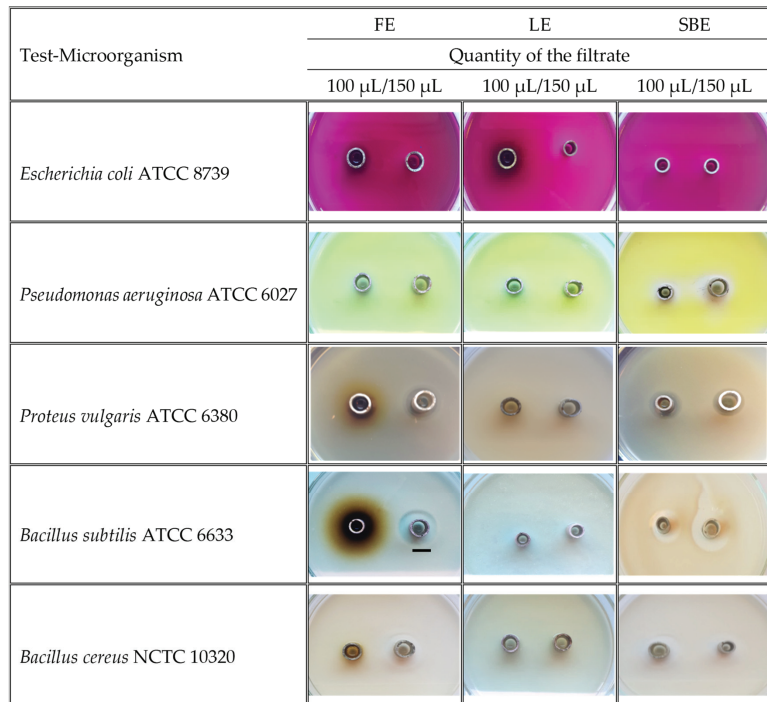 FE LE SBE
Test-Microorganism
Quantity of the filtrate
100 μL/150 μL 100 μL/150 μL 100 μL/150 μL
Escherichia coli ATCC 8739
Pseudomonas aeruginosa ATCC 6027
Proteus vulgaris ATCC 6380
Bacillus subtilis ATCC 6633
Bacillus cereus NCTC 10320